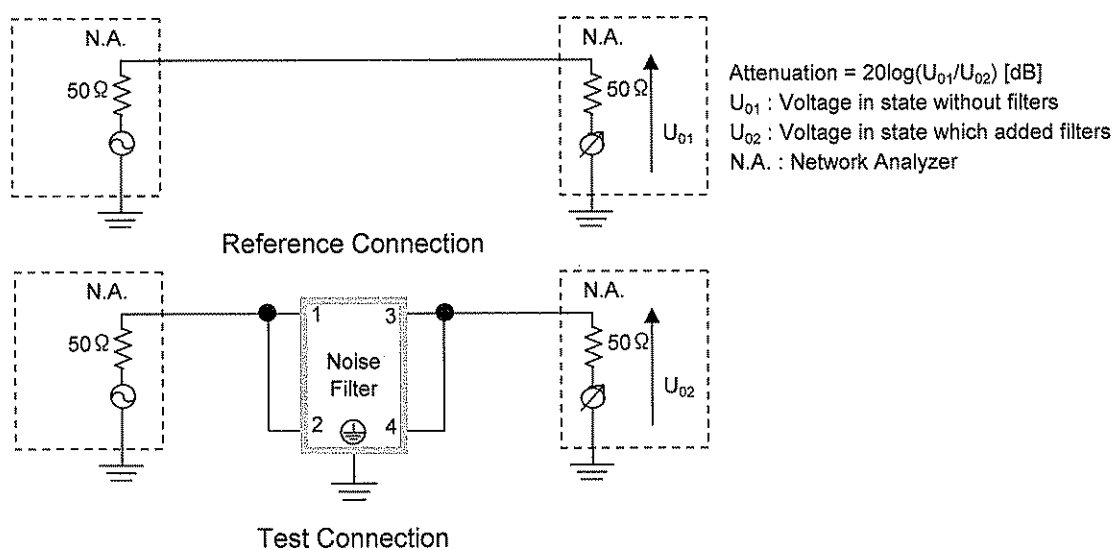 N.A.
N.A.
50Ω
50Ω
U01
Attenuation = 20log(U01/U02) [dB]
U01 : Voltage in state without filters
U02 : Voltage in state which added filters
N.A. : Network Analyzer
Reference Connection
N.A.
N.A.
50Ω
1
3
Noise
Filter
2
4
50Ω
U02
Test Connection